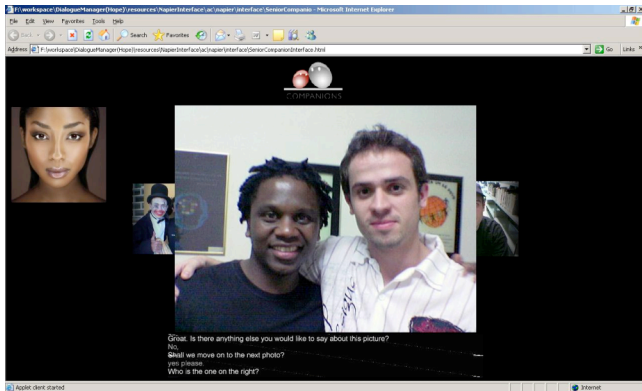 F:\workspace\DialogueManager(Hope)\resources\NapierInterface\ac\napier\interface\SeniorCompanio - Microsoft Internet Explorer
File Edit View Favorites Tools Help
Back Search Favorites
Address F:\workspace\DialogueManager(Hope)\resources\NapierInterface\ac\napier\interface\SeniorCompanionInterface.html Go Links »
COMPANIONS
Great. Is there anything else you would like to say about this picture?
No,
Shall we move on to the next photo?
yes please.
Who is the one on the right?
Applet client started Internet